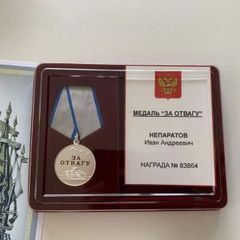 ЗА
ОТВАГУ
МЕДАЛЬ "ЗА ОТВАГУ"
НЕПАРАТОВ
Иван Андреевич
НАГРАДА № 83864